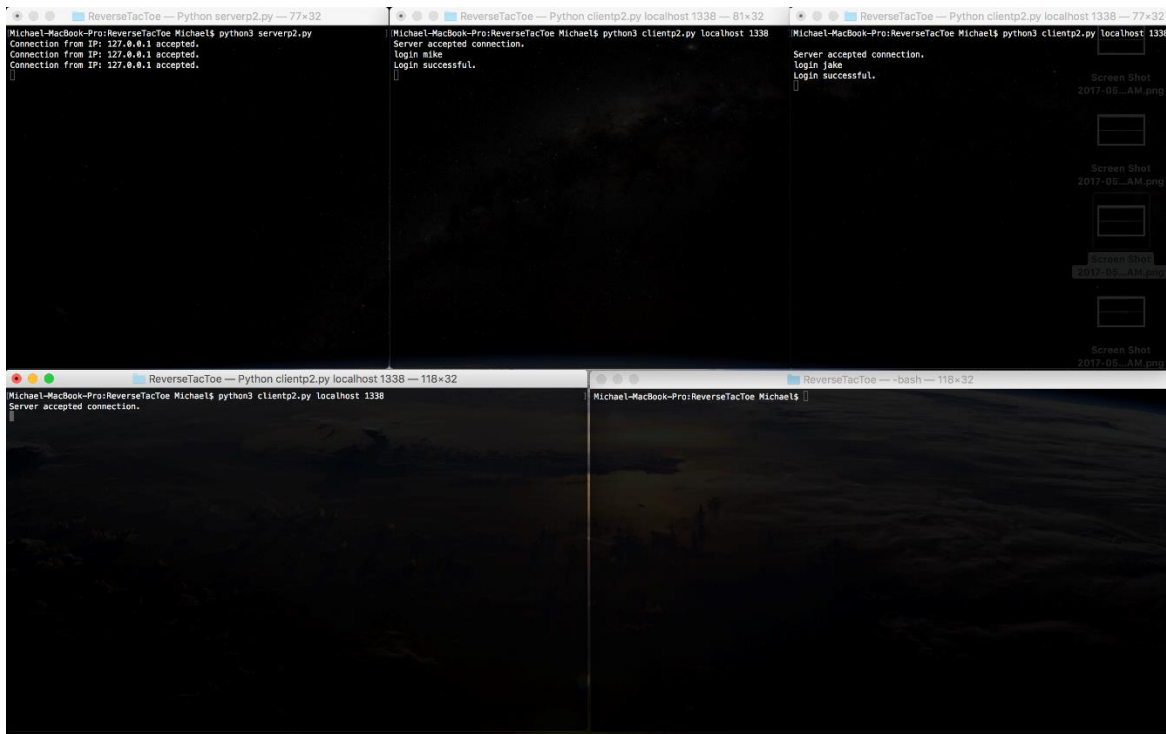 ReverseTacToe — Python serverp2.py — 77×32
[Michael-MacBook-Pro:ReverseTacToe Michael$ python3 serverp2.py
Connection from IP: 127.0.0.1 accepted.
Connection from IP: 127.0.0.1 accepted.
Connection from IP: 127.0.0.1 accepted.
ReverseTacToe — Python clientp2.py localhost 1338 — 81×32
[Michael-MacBook-Pro:ReverseTacToe Michael$ python3 clientp2.py localhost 1338
Server accepted connection.
login mike
Login successful.
ReverseTacToe — Python clientp2.py localhost 1338 — 77×32
[Michael-MacBook-Pro:ReverseTacToe Michael$ python3 clientp2.py localhost 1338
Server accepted connection.
login jake
Login successful.
Screen Shot
2017-05...AM.png
Screen Shot
2017-05...AM.png
Screen Shot
2017-05...AM.png
Screen Shot
2017-05...AM.png
ReverseTacToe — Python clientp2.py localhost 1338 — 118×32
[Michael-MacBook-Pro:ReverseTacToe Michael$ python3 clientp2.py localhost 1338
Server accepted connection.
ReverseTacToe — -bash — 118×32
Michael-MacBook-Pro:ReverseTacToe Michael$